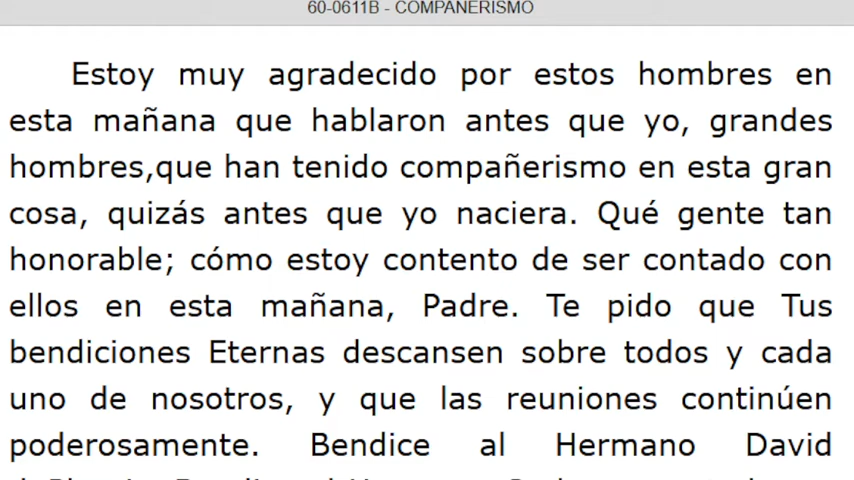 60-0611B - COMPAÑERISMO
Estoy muy agradecido por estos hombres en
esta mañana que hablaron antes que yo, grandes
hombres,que han tenido compañerismo en esta gran
cosa, quizás antes que yo naciera. Qué gente tan
honorable; cómo estoy contento de ser contado con
ellos en esta mañana, Padre. Te pido que Tus
bendiciones Eternas descansen sobre todos y cada
uno de nosotros, y que las reuniones continúen
poderosamente. Bendice al Hermano David